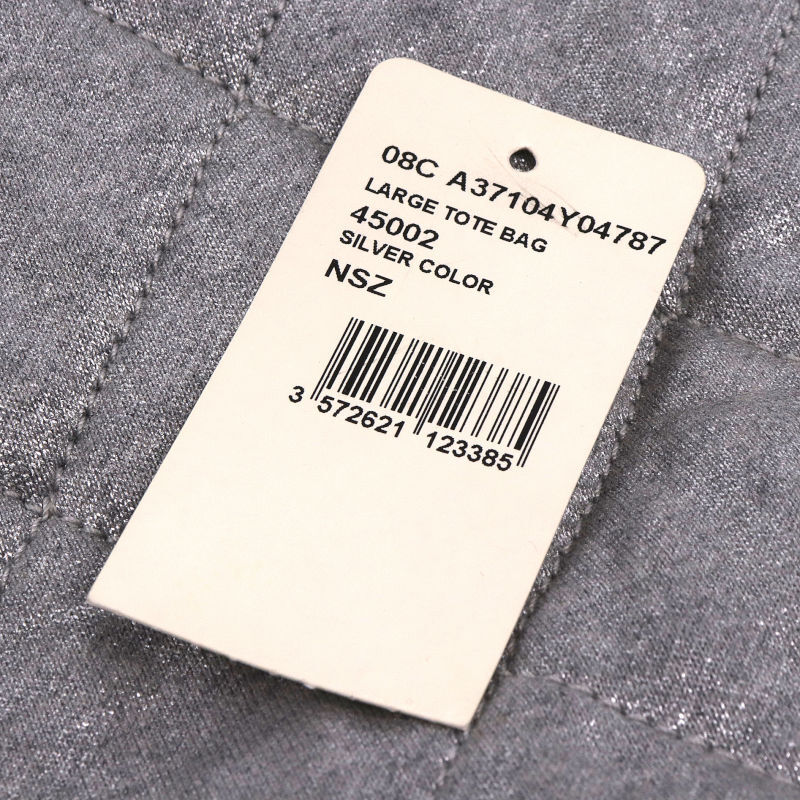 08C A37104Y04787
LARGE TOTE BAG
45002
SILVER COLOR
NSZ
3 572621 123385